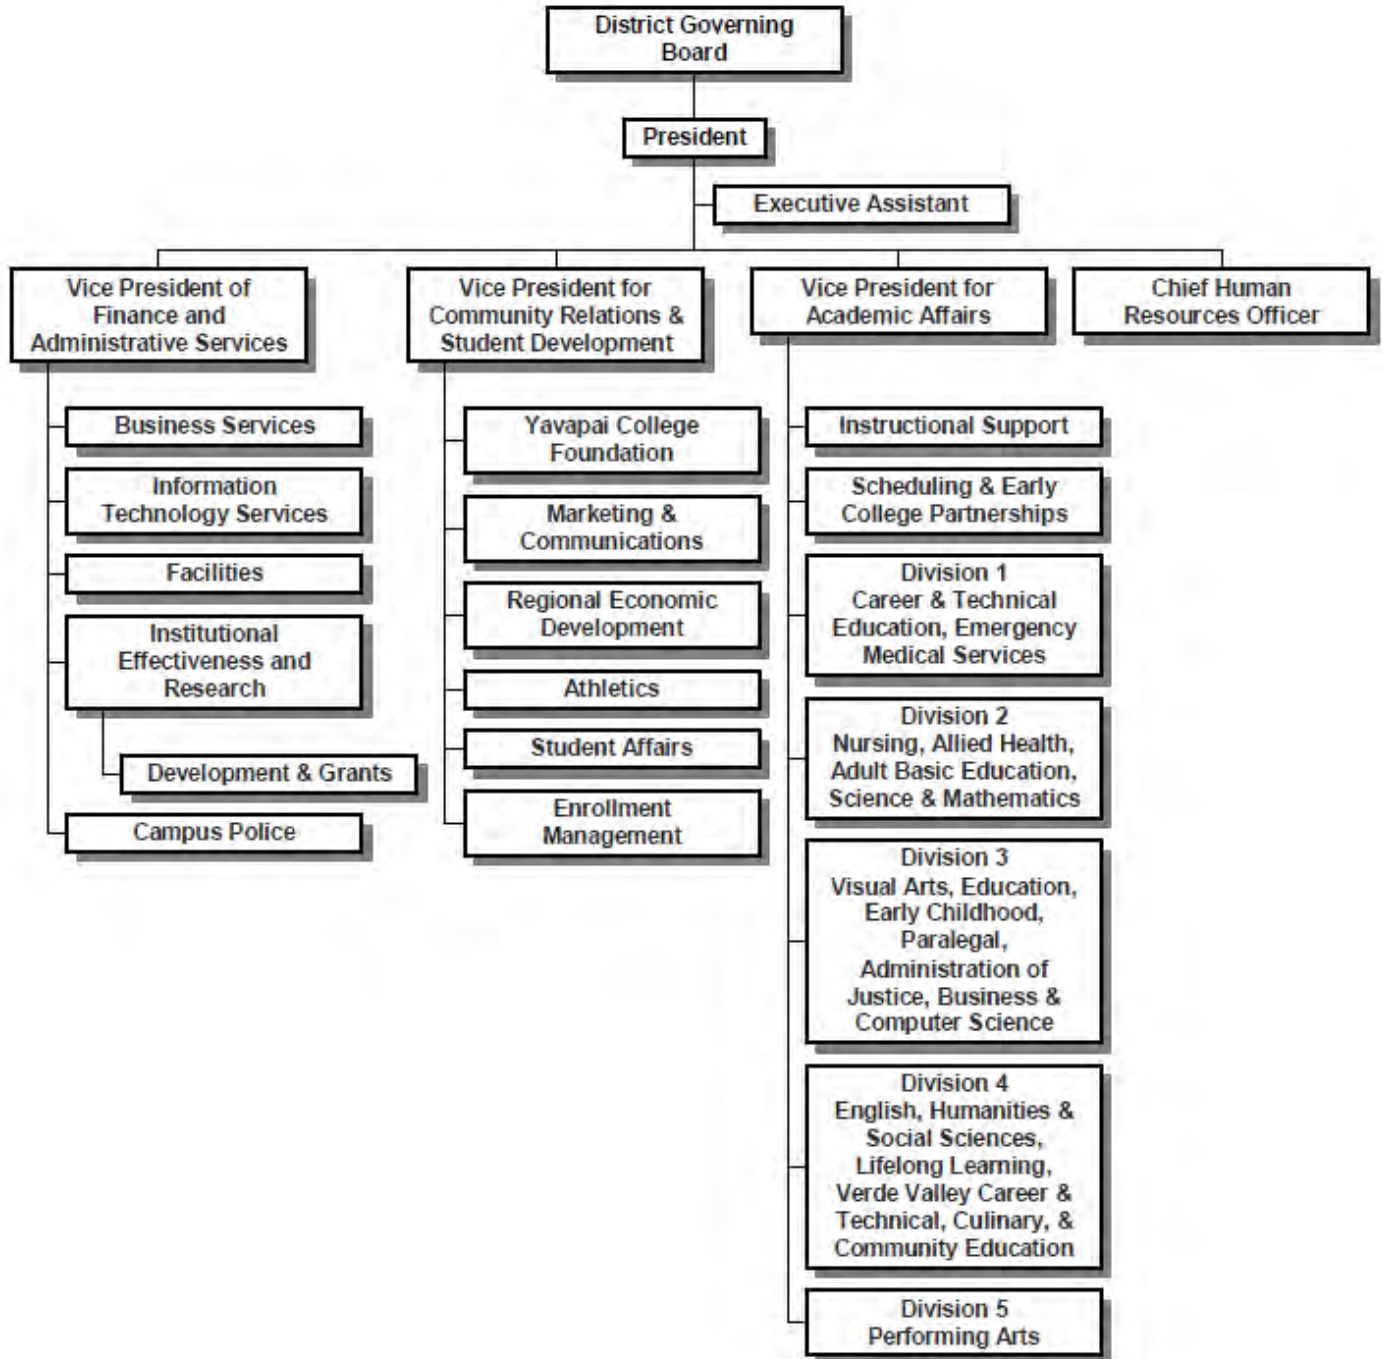 District Governing
Board
President
Executive Assistant
Vice President of
Finance and
Administrative Services
Business Services
Information
Technology Services
Facilities
Institutional
Effectiveness and
Research
Development & Grants
Campus Police
Vice President for
Community Relations &
Student Development
Yavapai College
Foundation
Marketing &
Communications
Regional Economic
Development
Athletics
Student Affairs
Enrollment
Management
Vice President for
Academic Affairs
Instructional Support
Scheduling & Early
College Partnerships
Division 1
Career & Technical
Education, Emergency
Medical Services
Division 2
Nursing, Allied Health,
Adult Basic Education,
Science & Mathematics
Division 3
Visual Arts, Education,
Early Childhood,
Paralegal,
Administration of
Justice, Business &
Computer Science
Division 4
English, Humanities &
Social Sciences,
Lifelong Learning,
Verde Valley Career &
Technical, Culinary, &
Community Education
Division 5
Performing Arts
Chief Human
Resources Officer